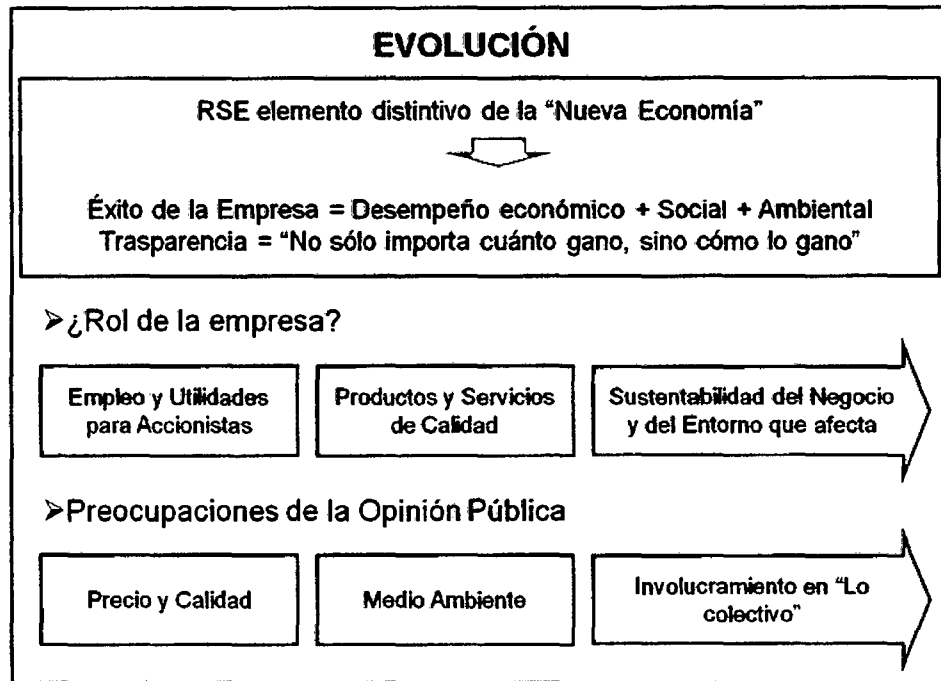 EVOLUCIÓN
RSE elemento distintivo de la “Nueva Economía”
Éxito de la Empresa = Desempeño económico + Social + Ambiental
Trasparencia = “No sólo importa cuánto gano, sino cómo lo gano”
➢¿Rol de la empresa?
Empleo y Utilidades
para Accionistas
Productos y Servicios
de Calidad
Sustentabilidad del Negocio
y del Entorno que afecta
➢Preocupaciones de la Opinión Pública
Precio y Calidad
Medio Ambiente
Involucramiento en “Lo
colectivo”